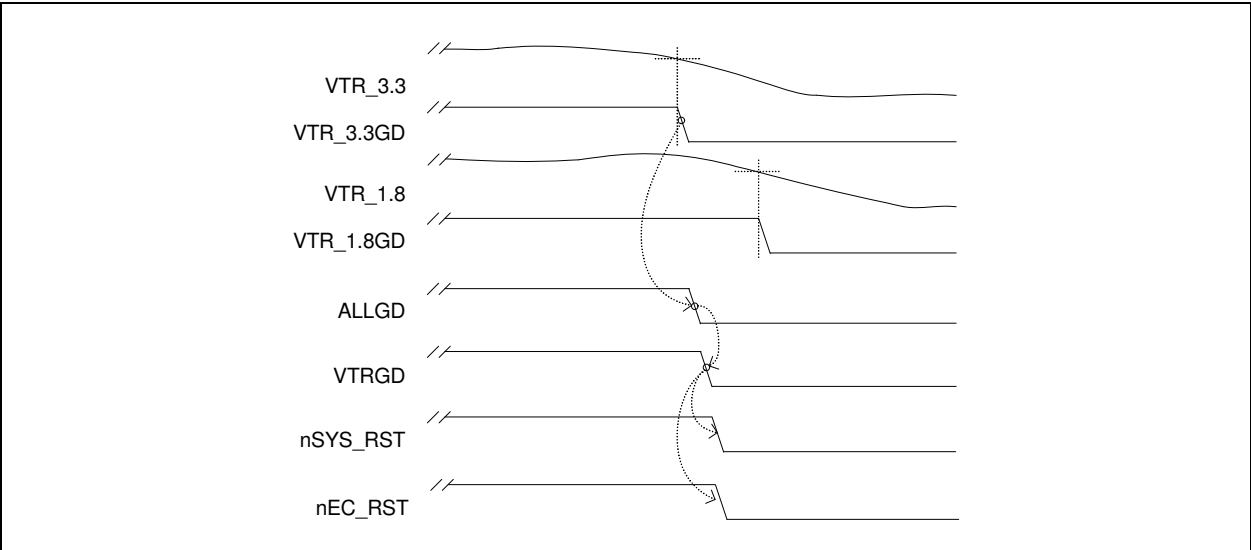 VTR_3.3
VTR_3.3GD
VTR_1.8
VTR_1.8GD
ALLGD
VTRGD
nSYS_RST
nEC_RST